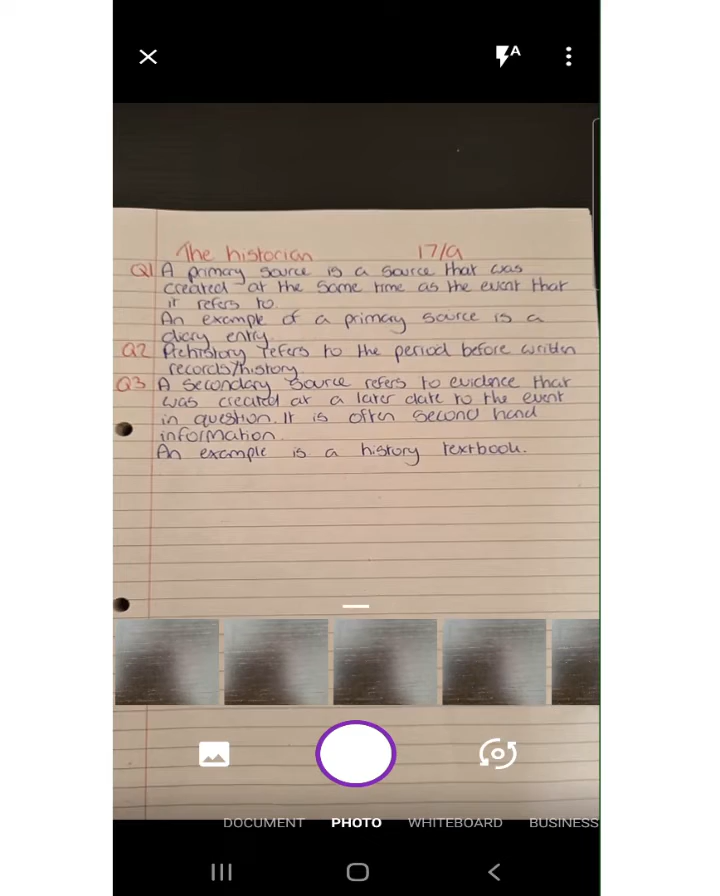 A
The historian 17/9
Q1 A primary source is a source that was
created at the same time as the event that
it refers to.
An example of a primary source is a
diary entry.
Q2 Prehistory refers to the period before written
records/history
Q3 A secondary source refers to evidence that
was created at a later date to the event
in question. It is often second hand
information.
An example is a history textbook.
DOCUMENT PHOTO WHITEBOARD BUSINESS